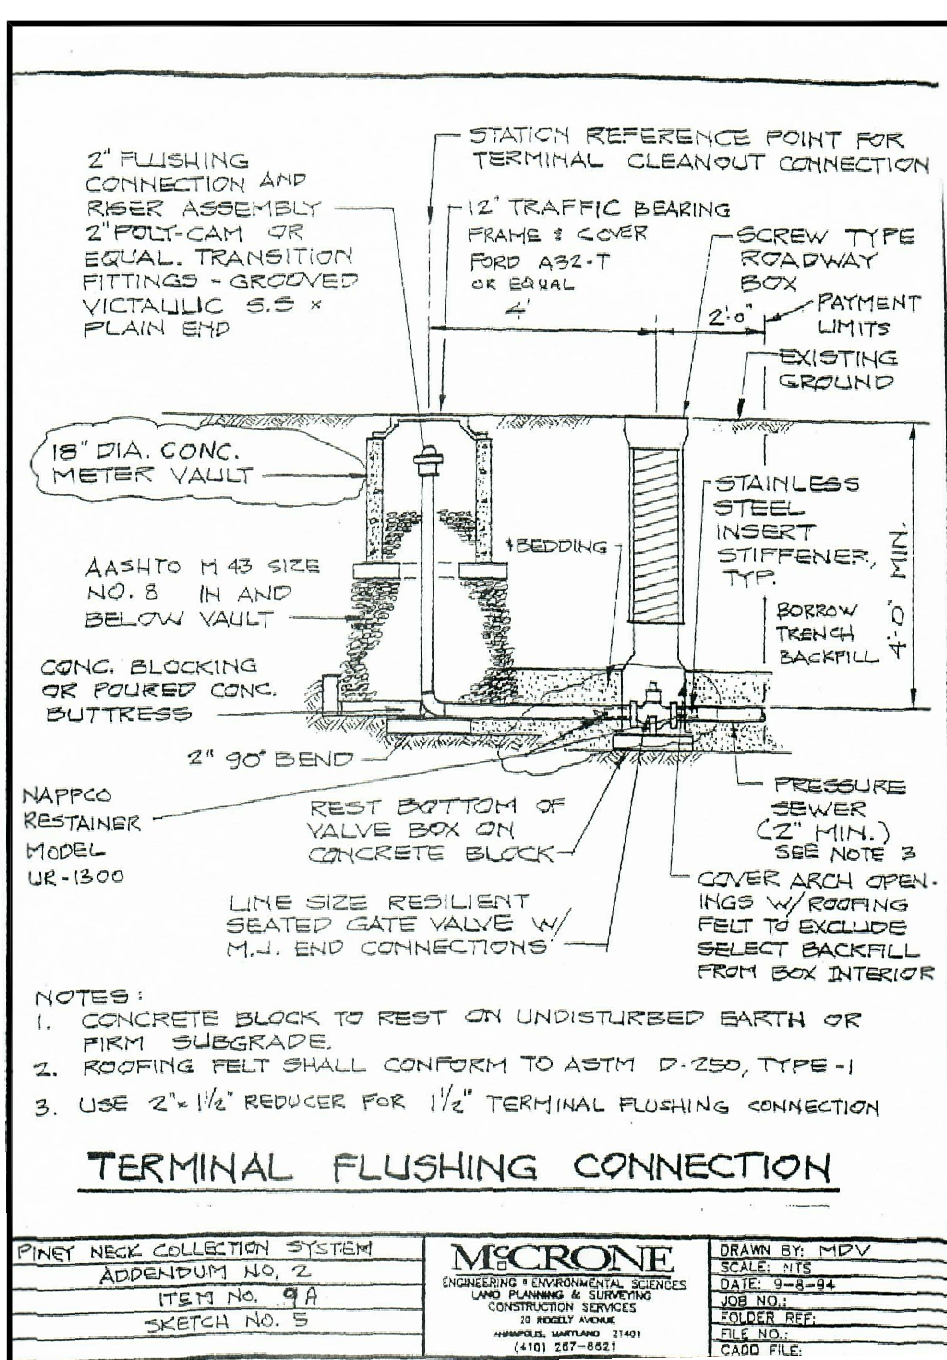 STATION REFERENCE POINT FOR
TERMINAL CLEANOUT CONNECTION
2" FLUSHING
CONNECTION AND
RISER ASSEMBLY
2" POLY-CAM OR
EQUAL. TRANSITION
FITTINGS - GROOVED
VICTAULIC S.S x
PLAIN END
12" TRAFFIC BEARING
FRAME & COVER
FORD A32-T
OR EQUAL
4'
SCREW TYPE
ROADWAY
BOX
2'-0"
PAYMENT
LIMITS
EXISTING
GROUND
18" DIA. CONC.
METER VAULT
STAINLESS
STEEL
INSERT
STIFFENER,
TYP.
BEDDING
4'-0" MIN.
AASHTO M 43 SIZE
NO. 8 IN AND
BELOW VAULT
BORROW
TRENCH
BACKFILL
CONC. BLOCKING
OR POURED CONC.
BUTTRESS
2" 90° BEND
NAPPCO
RESTAINER
MODEL
UR-1300
REST BOTTOM OF
VALVE BOX ON
CONCRETE BLOCK
PRESSURE
SEWER
(2" MIN.)
SEE NOTE 3
LINE SIZE RESILIENT
SEATED GATE VALVE W/
M.J. END CONNECTIONS
COVER ARCH OPEN-
INGS W/ROOFING
FELT TO EXCLUDE
SELECT BACKFILL
FROM BOX INTERIOR
NOTES:
1. CONCRETE BLOCK TO REST ON UNDISTURBED EARTH OR
FIRM SUBGRADE.
2. ROOFING FELT SHALL CONFORM TO ASTM D-250, TYPE-1
3. USE 2"x1 1/2" REDUCER FOR 1 1/2" TERMINAL FLUSHING CONNECTION
TERMINAL FLUSHING CONNECTION
PINEY NECK COLLECTION SYSTEM
ADDENDUM NO. 2
ITEM NO. 9A
SKETCH NO. 5
McCRONE
ENGINEERING • ENVIRONMENTAL SCIENCES
LAND PLANNING & SURVEYING
CONSTRUCTION SERVICES
20 RIDGELY AVENUE
ANNAPOLIS, MARYLAND 21401
(410) 267-8621
DRAWN BY: MDV
SCALE: NTS
DATE: 9-8-94
JOB NO.:
FOLDER REF:
FILE NO.:
CADD FILE: